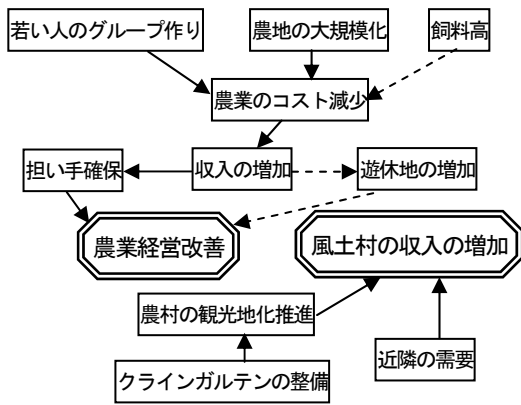 若い人のグループ作り
農地の大規模化
飼料高
農業のコスト減少
担い手確保
収入の増加
遊休地の増加
農業経営改善
風土村の収入の増加
農村の観光地化推進
近隣の需要
クラインガルテンの整備